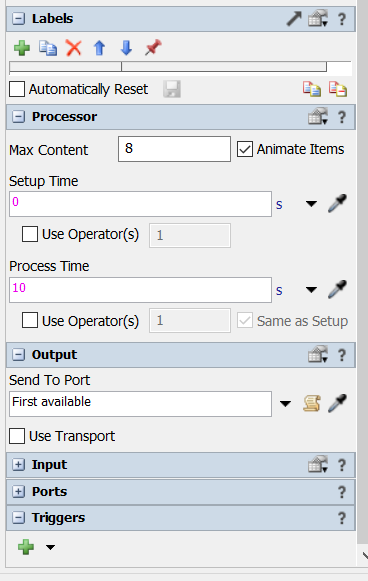 Labels ?
Automatically Reset
Processor ?
Max Content 8 Animate Items
Setup Time
0 s
Use Operator(s) 1
Process Time
10 s
Use Operator(s) 1 Same as Setup
Output ?
Send To Port
First available
Use Transport
Input ?
Ports ?
Triggers ?